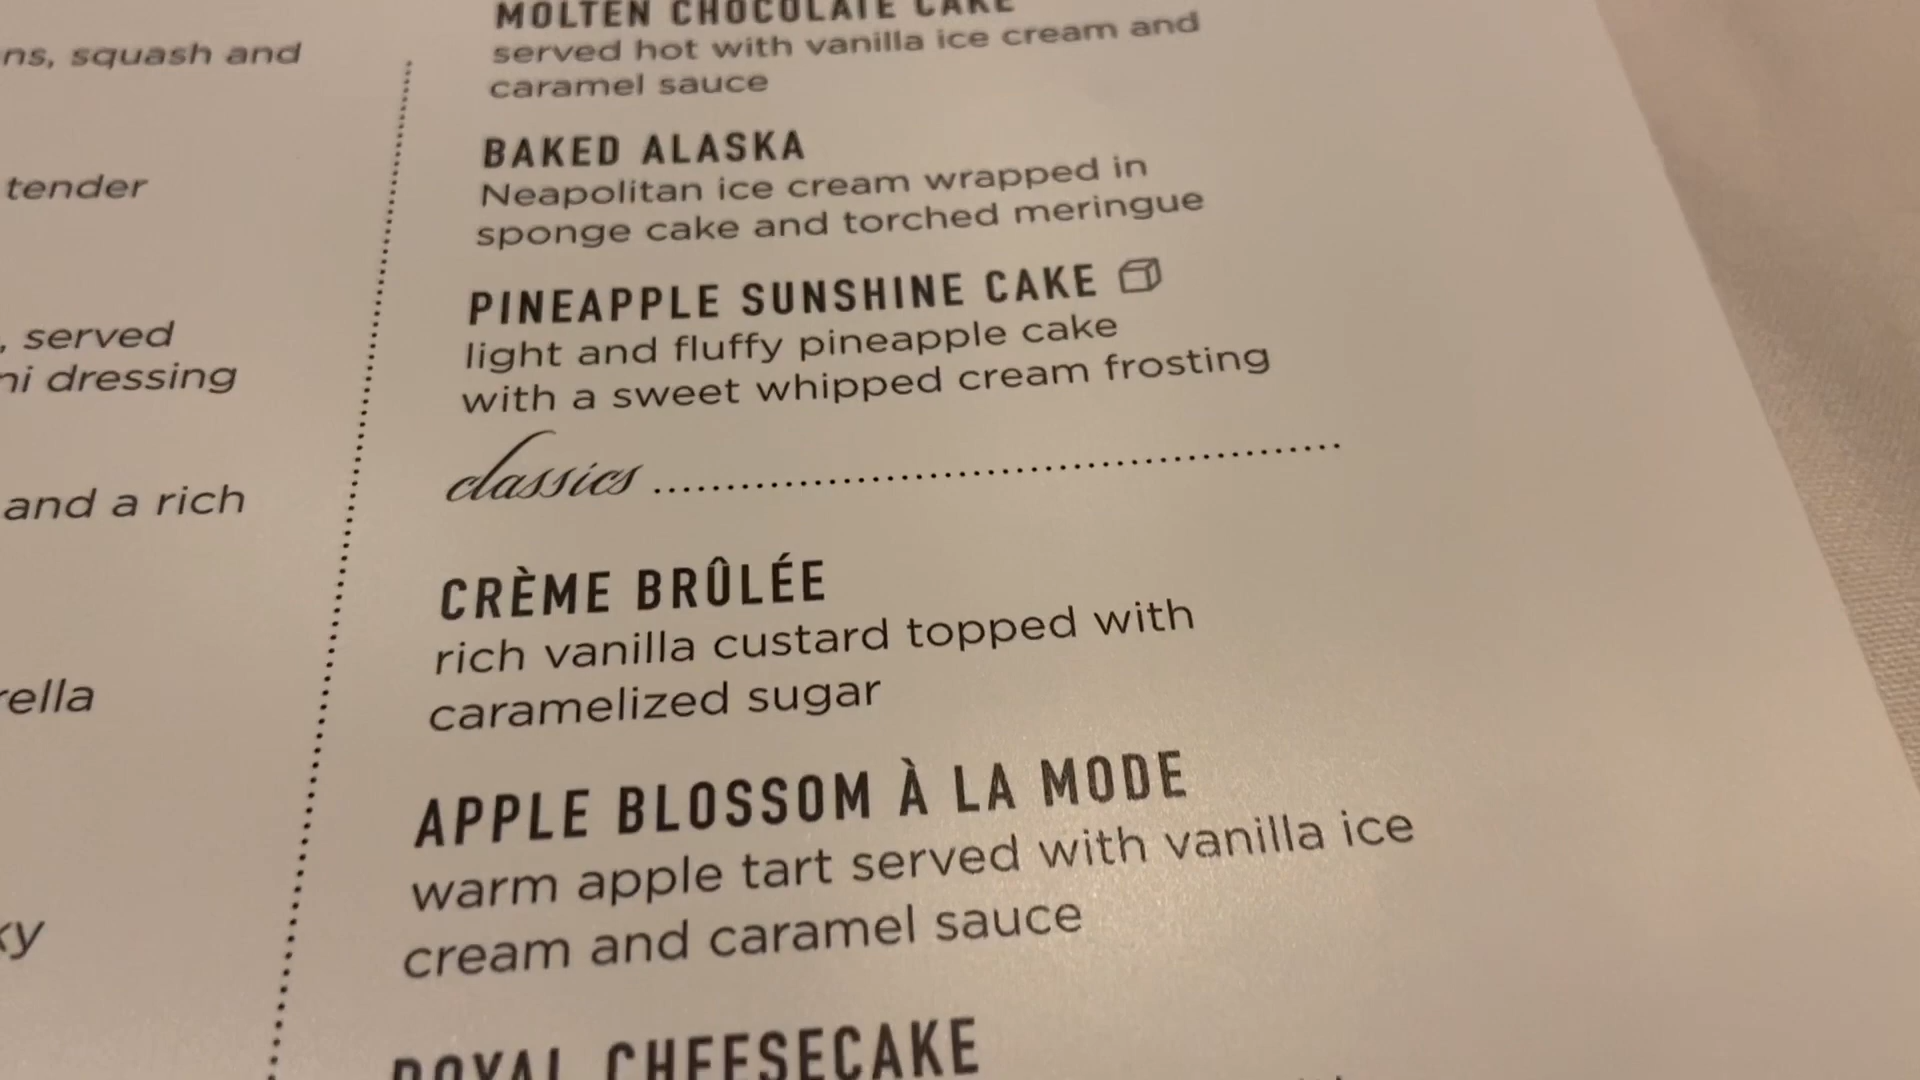 ns, squash and
tender
, served
ni dressing
and a rich
rella
ky
MOLTEN CHOCOLATE CAKE
served hot with vanilla ice cream and
caramel sauce
BAKED ALASKA
Neapolitan ice cream wrapped in
sponge cake and torched meringue
PINEAPPLE SUNSHINE CAKE
light and fluffy pineapple cake
with a sweet whipped cream frosting
classics ................................................
CRÈME BRÛLÉE
rich vanilla custard topped with
caramelized sugar
APPLE BLOSSOM À LA MODE
warm apple tart served with vanilla ice
cream and caramel sauce
ROYAL CHEESECAKE